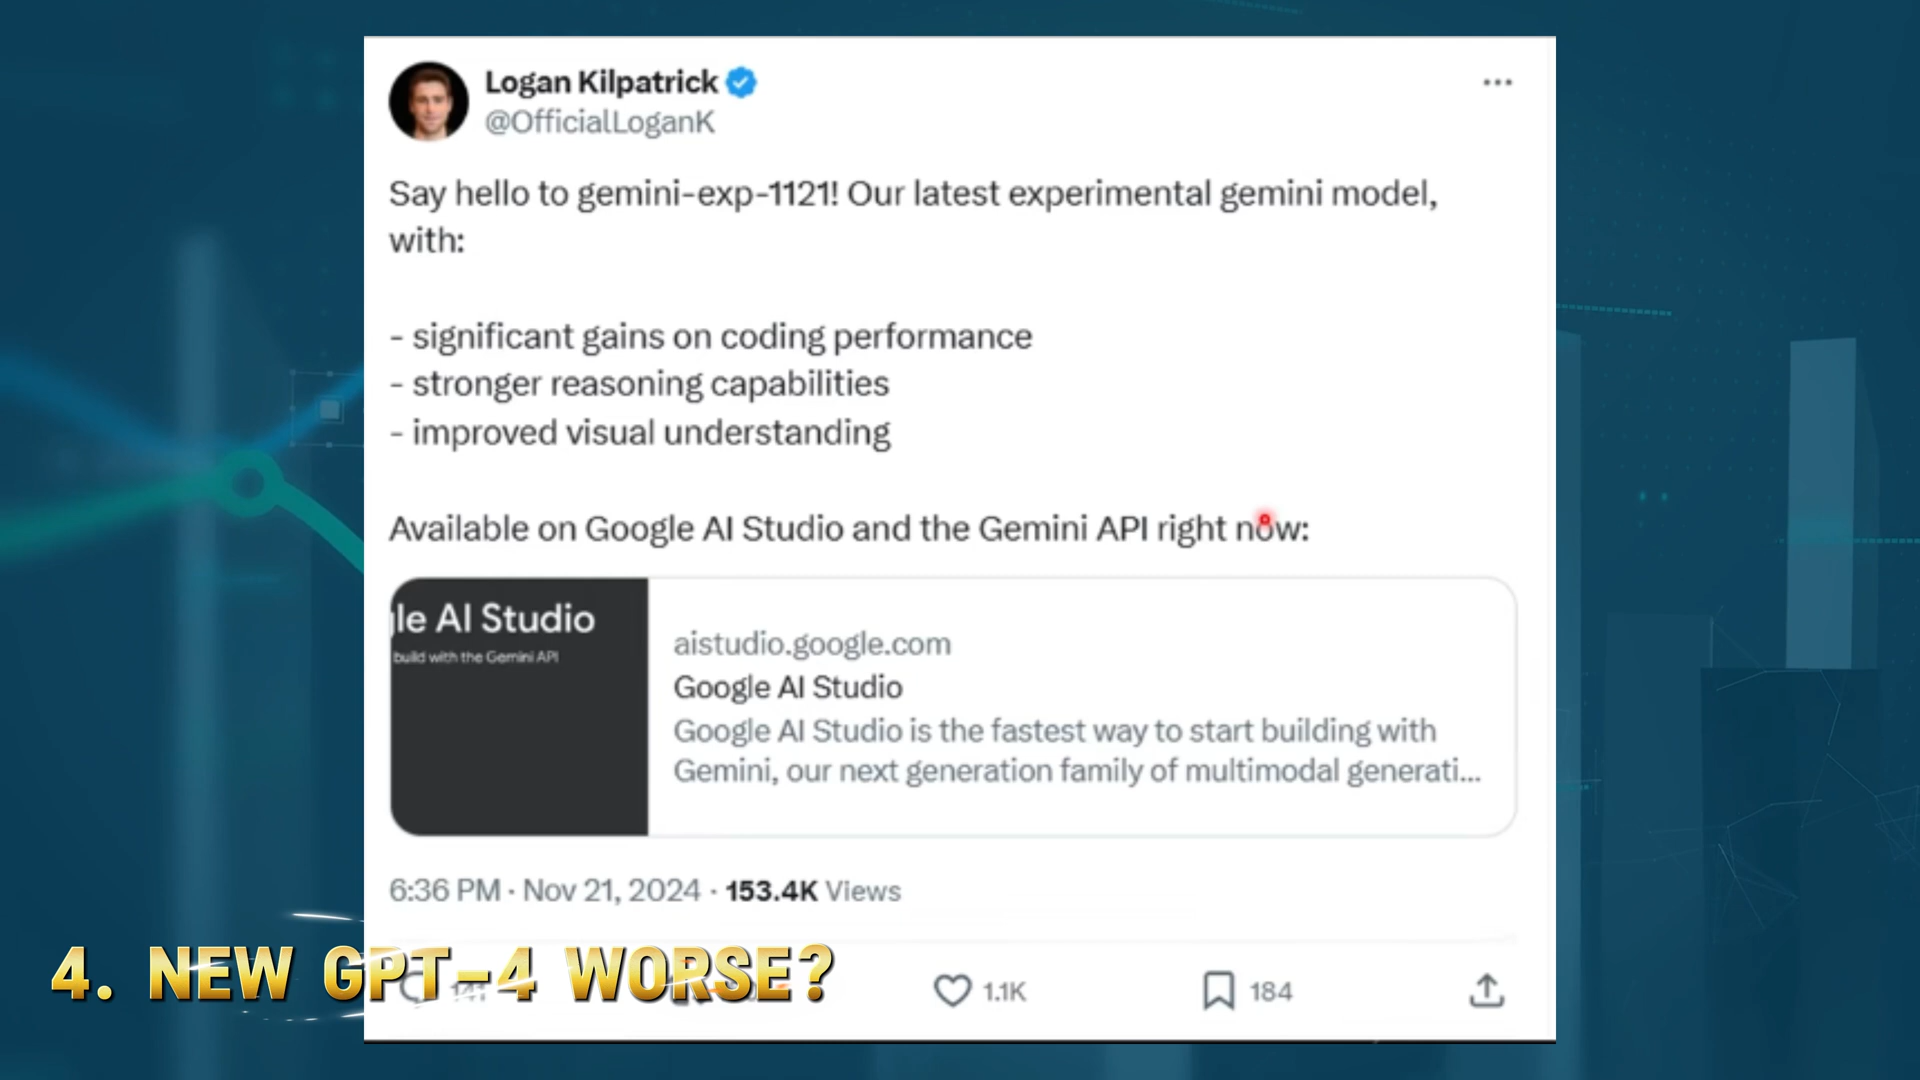 Logan Kilpatrick
@OfficialLoganK
Say hello to gemini-exp-1121! Our latest experimental gemini model,
with:
- significant gains on coding performance
- stronger reasoning capabilities
- improved visual understanding
Available on Google AI Studio and the Gemini API right now:
gle AI Studio
build with the Gemini API
aistudio.google.com
Google AI Studio
Google AI Studio is the fastest way to start building with
Gemini, our next generation family of multimodal generati...
6:36 PM · Nov 21, 2024 · 153.4K Views
4. NEW GPT-4 WORSE?
1.1K
184